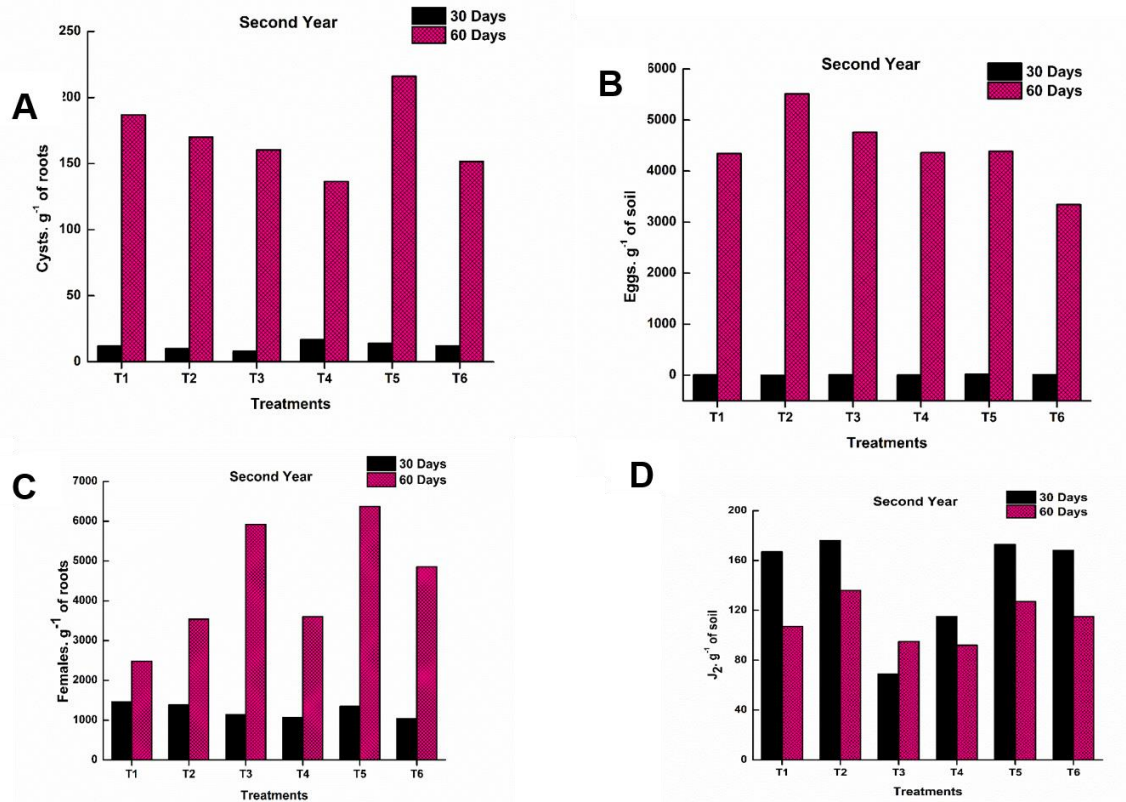 A
Second Year
30 Days
60 Days
250
200
150
100
50
0
Cysts. g⁻¹ of roots
T1 T2 T3 T4 T5 T6
Treatments
B
Second Year
30 Days
60 Days
6000
5000
4000
3000
2000
1000
0
Eggs. g⁻¹ of soil
T1 T2 T3 T4 T5 T6
Treatments
C
Second Year
30 Days
60 Days
7000
6000
5000
4000
3000
2000
1000
0
Females. g⁻¹ of roots
T1 T2 T3 T4 T5 T6
Treatments
D
Second Year
30 Days
60 Days
200
160
120
80
40
0
J₂. g⁻¹ of soil
T1 T2 T3 T4 T5 T6
Treatments